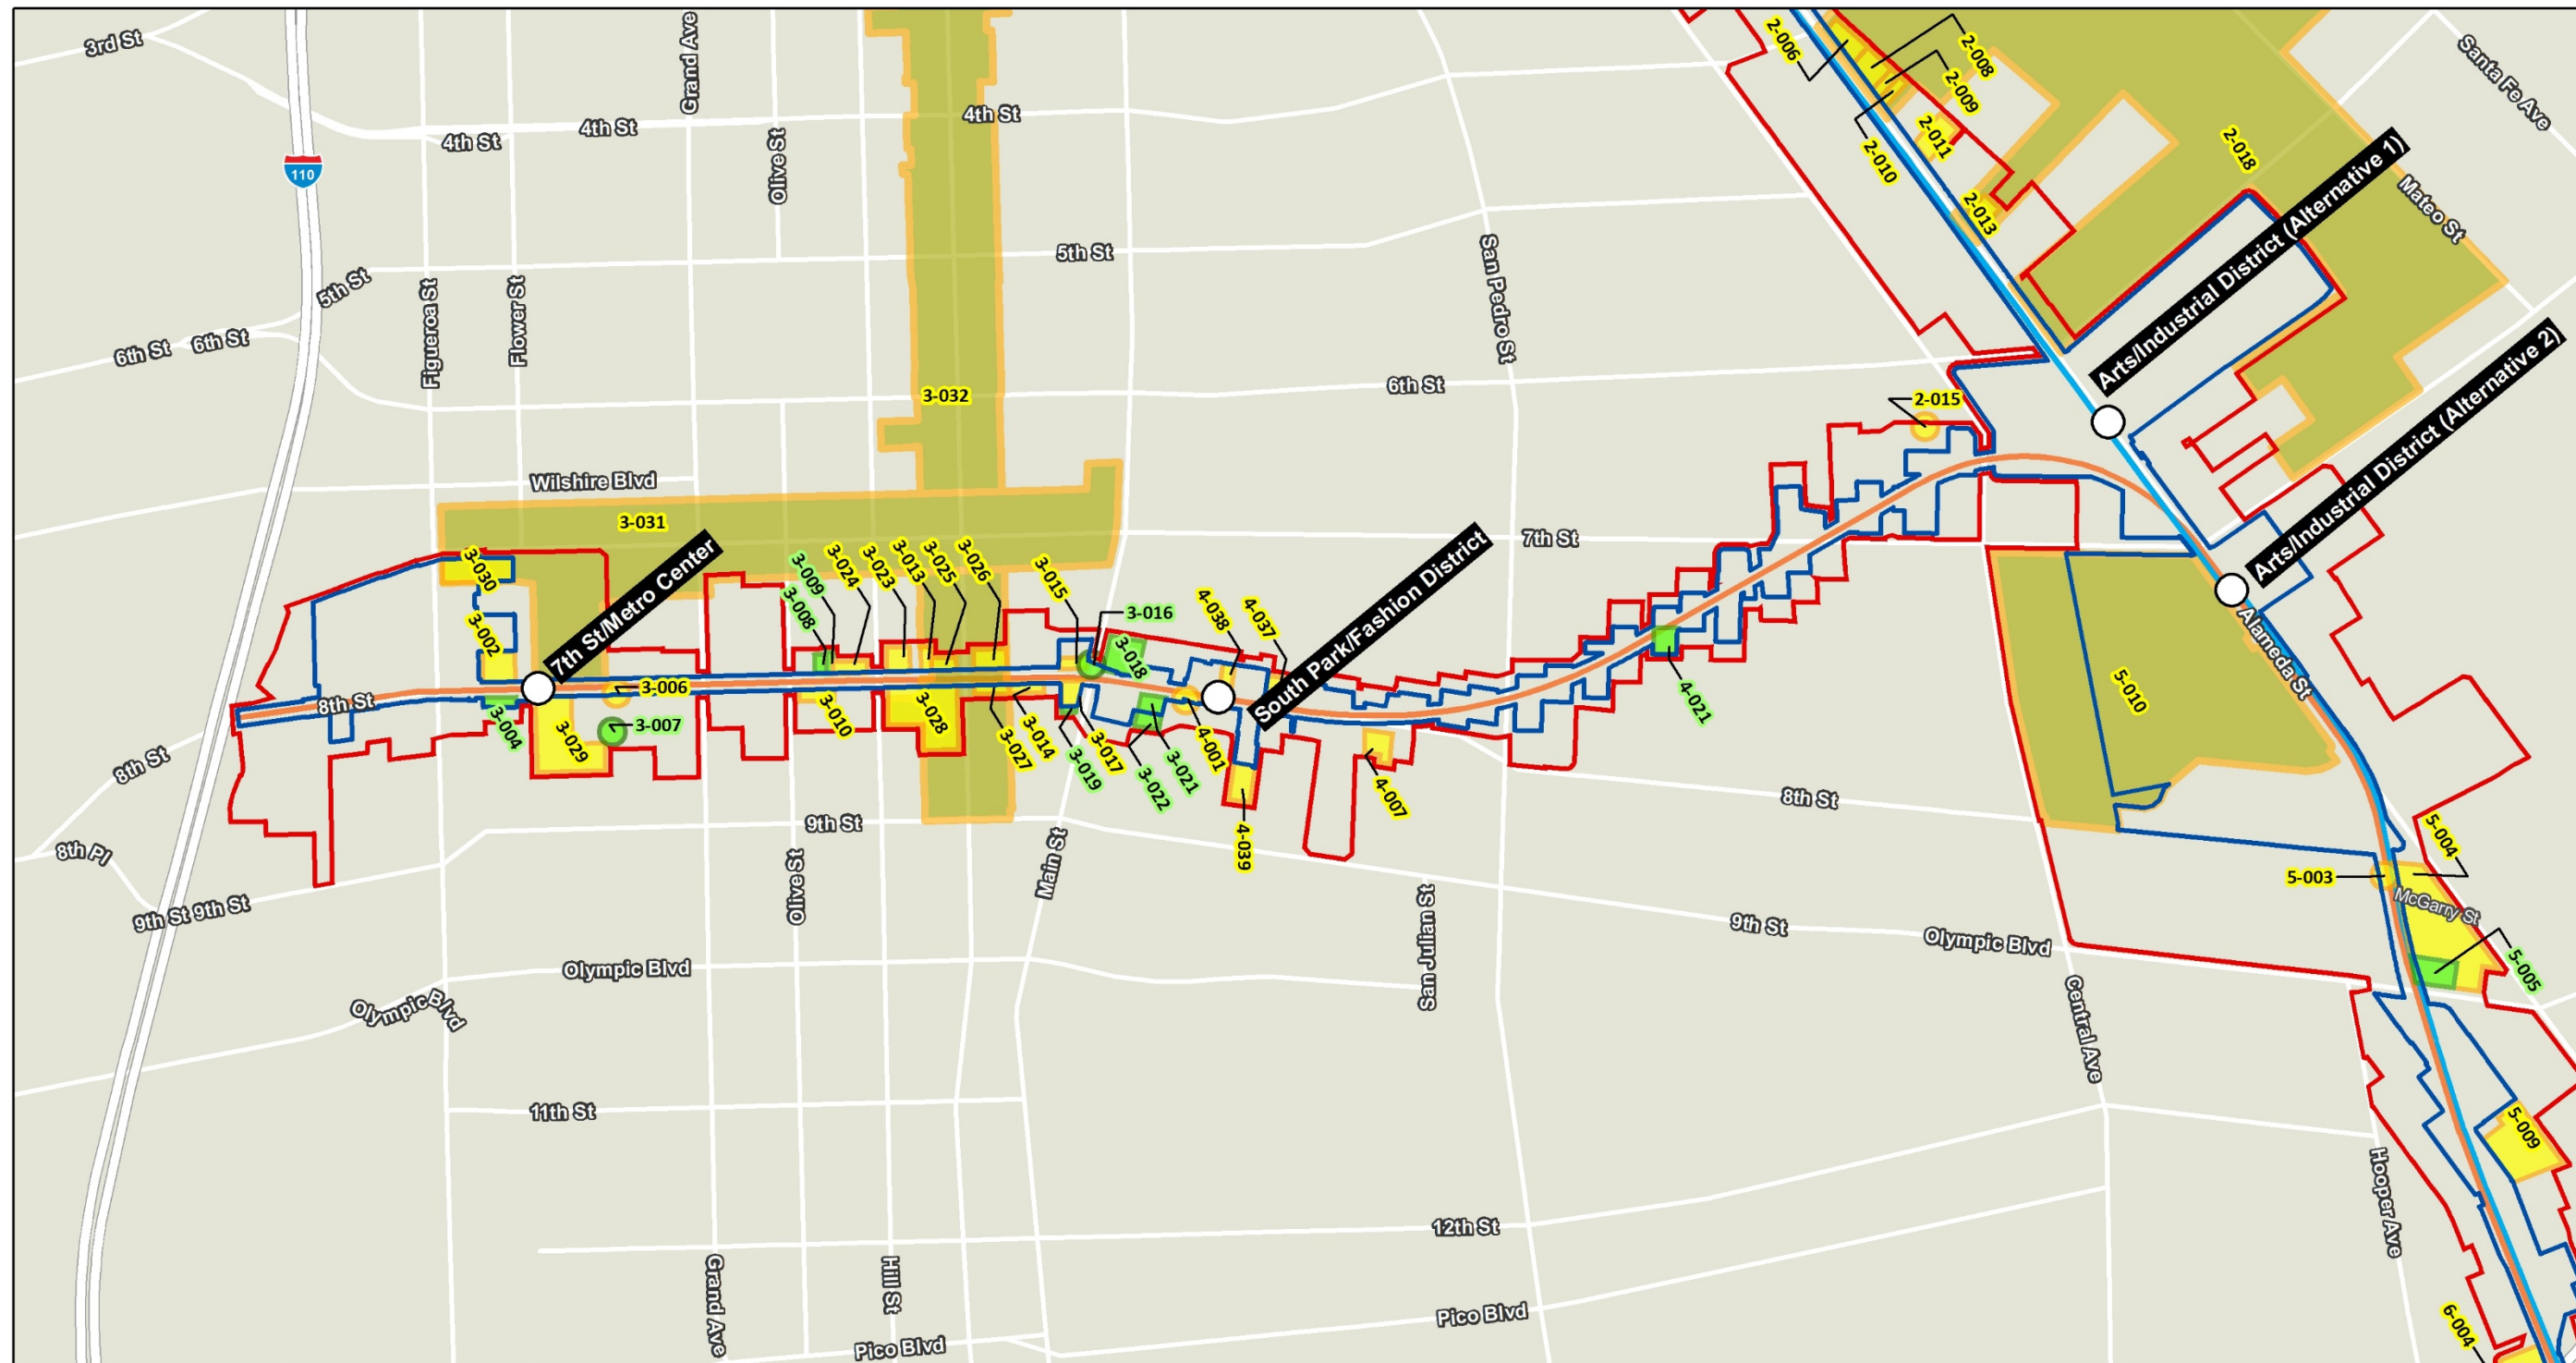 3rd St
Grand Ave
2-006
2-008
2-009
Santa Fe Ave
4th St
4th St
4th St
Olive St
2-011
2-010
2-018
110
Mateo St
2-013
Arts/Industrial District (Alternative 1)
San Pedro St
5th St
5th St
Figueroa St
Flower St
6th St
6th St
6th St
3-032
2-015
Arts/Industrial District (Alternative 2)
Wilshire Blvd
3-031
7th St
3-030
7th St/Metro Center
3-009
3-024
3-023
3-013
3-025
3-026
3-015
3-008
3-016
4-038
4-037
South Park/Fashion District
3-002
3-018
Alameda St
3-006
4-021
5-010
8th St
3-004
3-007
3-029
3-010
3-028
3-027
3-014
3-017
3-019
3-021
3-022
4-001
8th St
4-007
8th St
9th St
4-039
5-004
8th Pl
Main St
5-003
McGarry St
Olive St
9th St
9th St
San Julian St
9th St
Olympic Blvd
5-005
Olympic Blvd
Olympic
Blvd
Central Ave
11th St
5-009
Hooper Ave
12th St
Grand Ave
Hill St
Pico Blvd
Pico Blvd
6-004